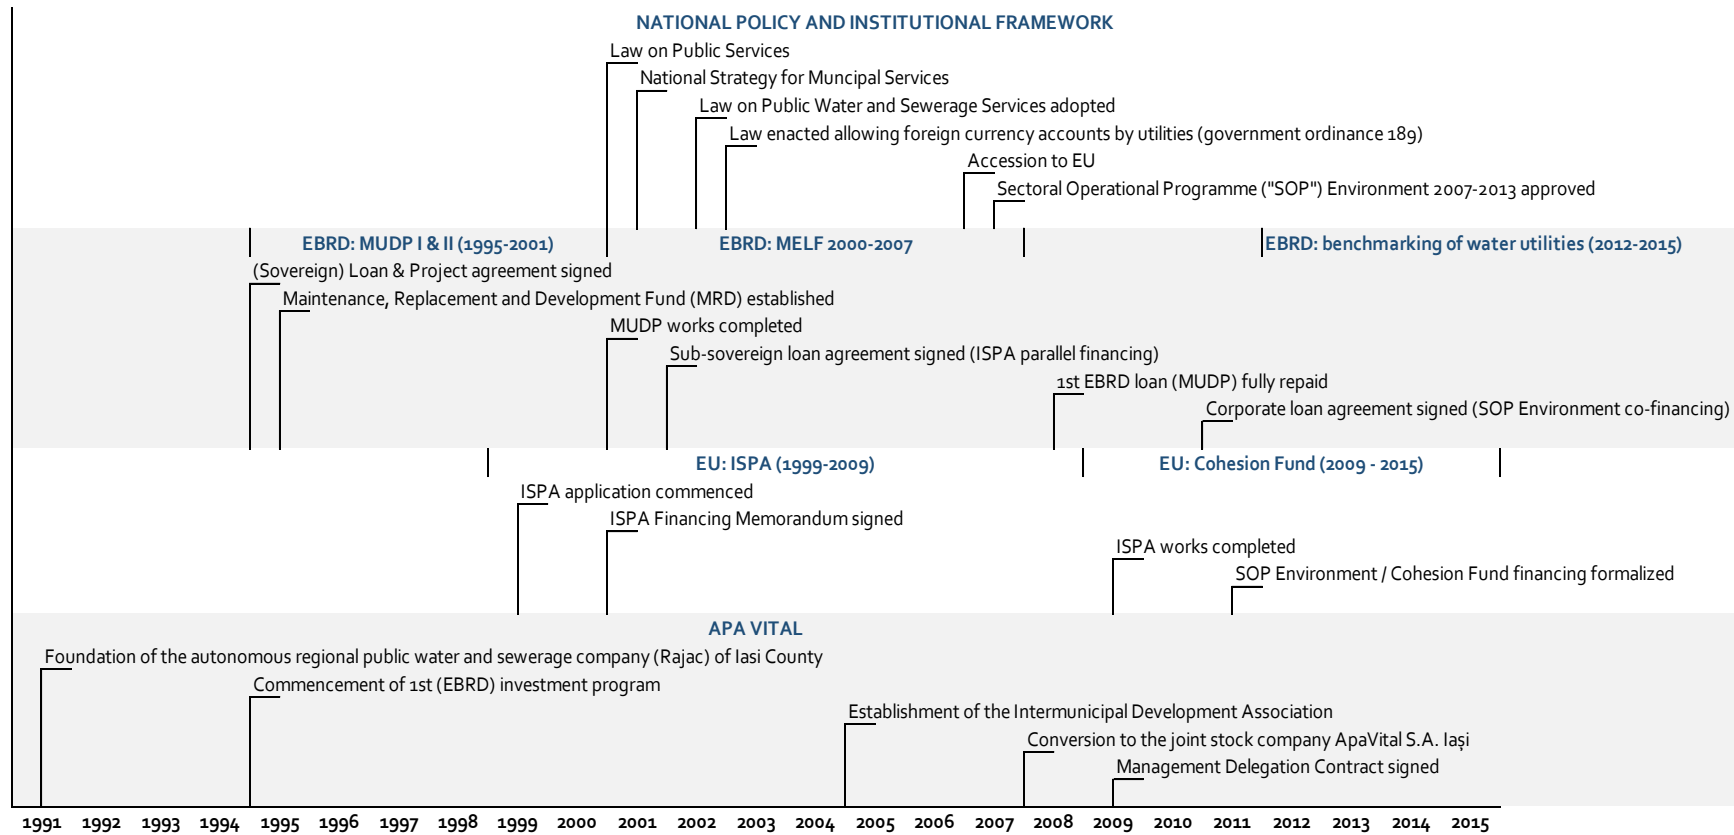 NATIONAL POLICY AND INSTITUTIONAL FRAMEWORK
Law on Public Services
National Strategy for Muncipal Services
Law on Public Water and Sewerage Services adopted
Law enacted allowing foreign currency accounts by utilities (government ordinance 189)
Accession to EU
Sectoral Operational Programme ("SOP") Environment 2007-2013 approved
EBRD: MUDP I & II (1995-2001) EBRD: MELF 2000-2007 EBRD: benchmarking of water utilities (2012-2015)
(Sovereign) Loan & Project agreement signed
Maintenance, Replacement and Development Fund (MRD) established
MUDP works completed
Sub-sovereign loan agreement signed (ISPA parallel financing)
1st EBRD loan (MUDP) fully repaid
Corporate loan agreement signed (SOP Environment co-financing)
EU: ISPA (1999-2009) EU: Cohesion Fund (2009 - 2015)
ISPA application commenced
ISPA Financing Memorandum signed
ISPA works completed
SOP Environment / Cohesion Fund financing formalized
APA VITAL
Foundation of the autonomous regional public water and sewerage company (Rajac) of Iasi County
Commencement of 1st (EBRD) investment program
Establishment of the Intermunicipal Development Association
Conversion to the joint stock company ApaVital S.A. Iași
Management Delegation Contract signed
1991 1992 1993 1994 1995 1996 1997 1998 1999 2000 2001 2002 2003 2004 2005 2006 2007 2008 2009 2010 2011 2012 2013 2014 2015